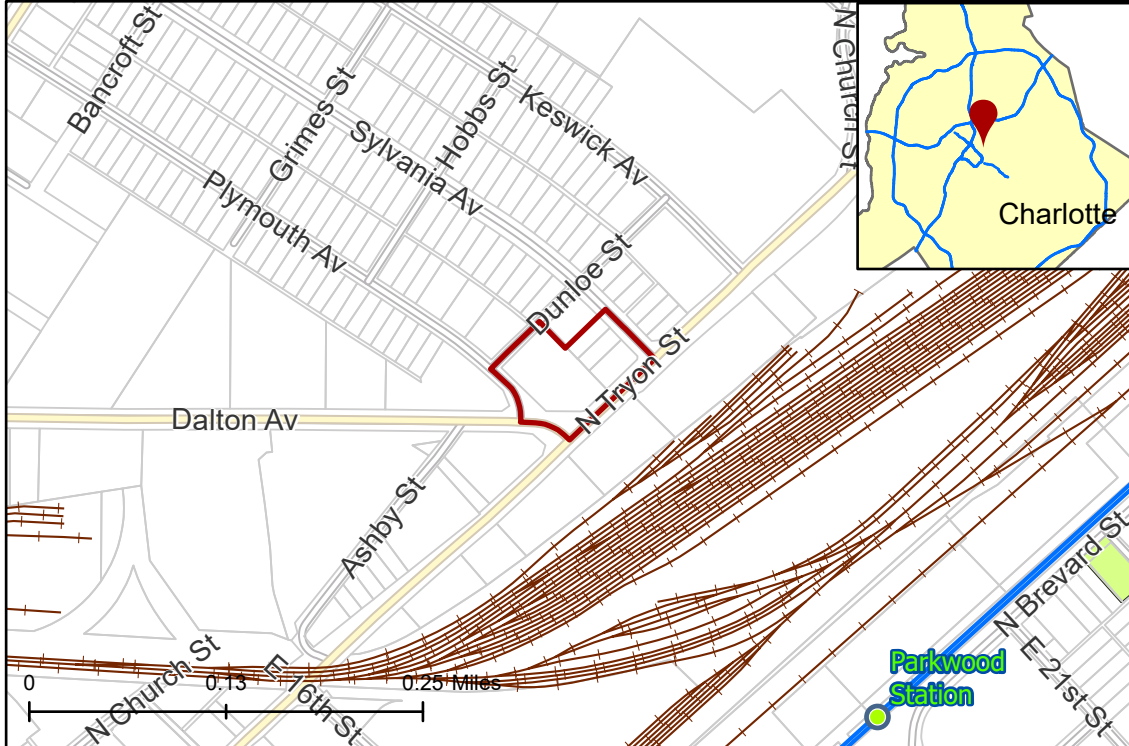 Bancroft St
Grimes St
Hobbs St
Keswick Av
N Church St
Sylvania Av
Plymouth Av
Charlotte
Dunloe St
N Tryon St
Dalton Av
Ashby St
N Brevard St
E 21st St
Parkwood
Station
N Church St
E 16th St
0
0.13
0.25 Miles